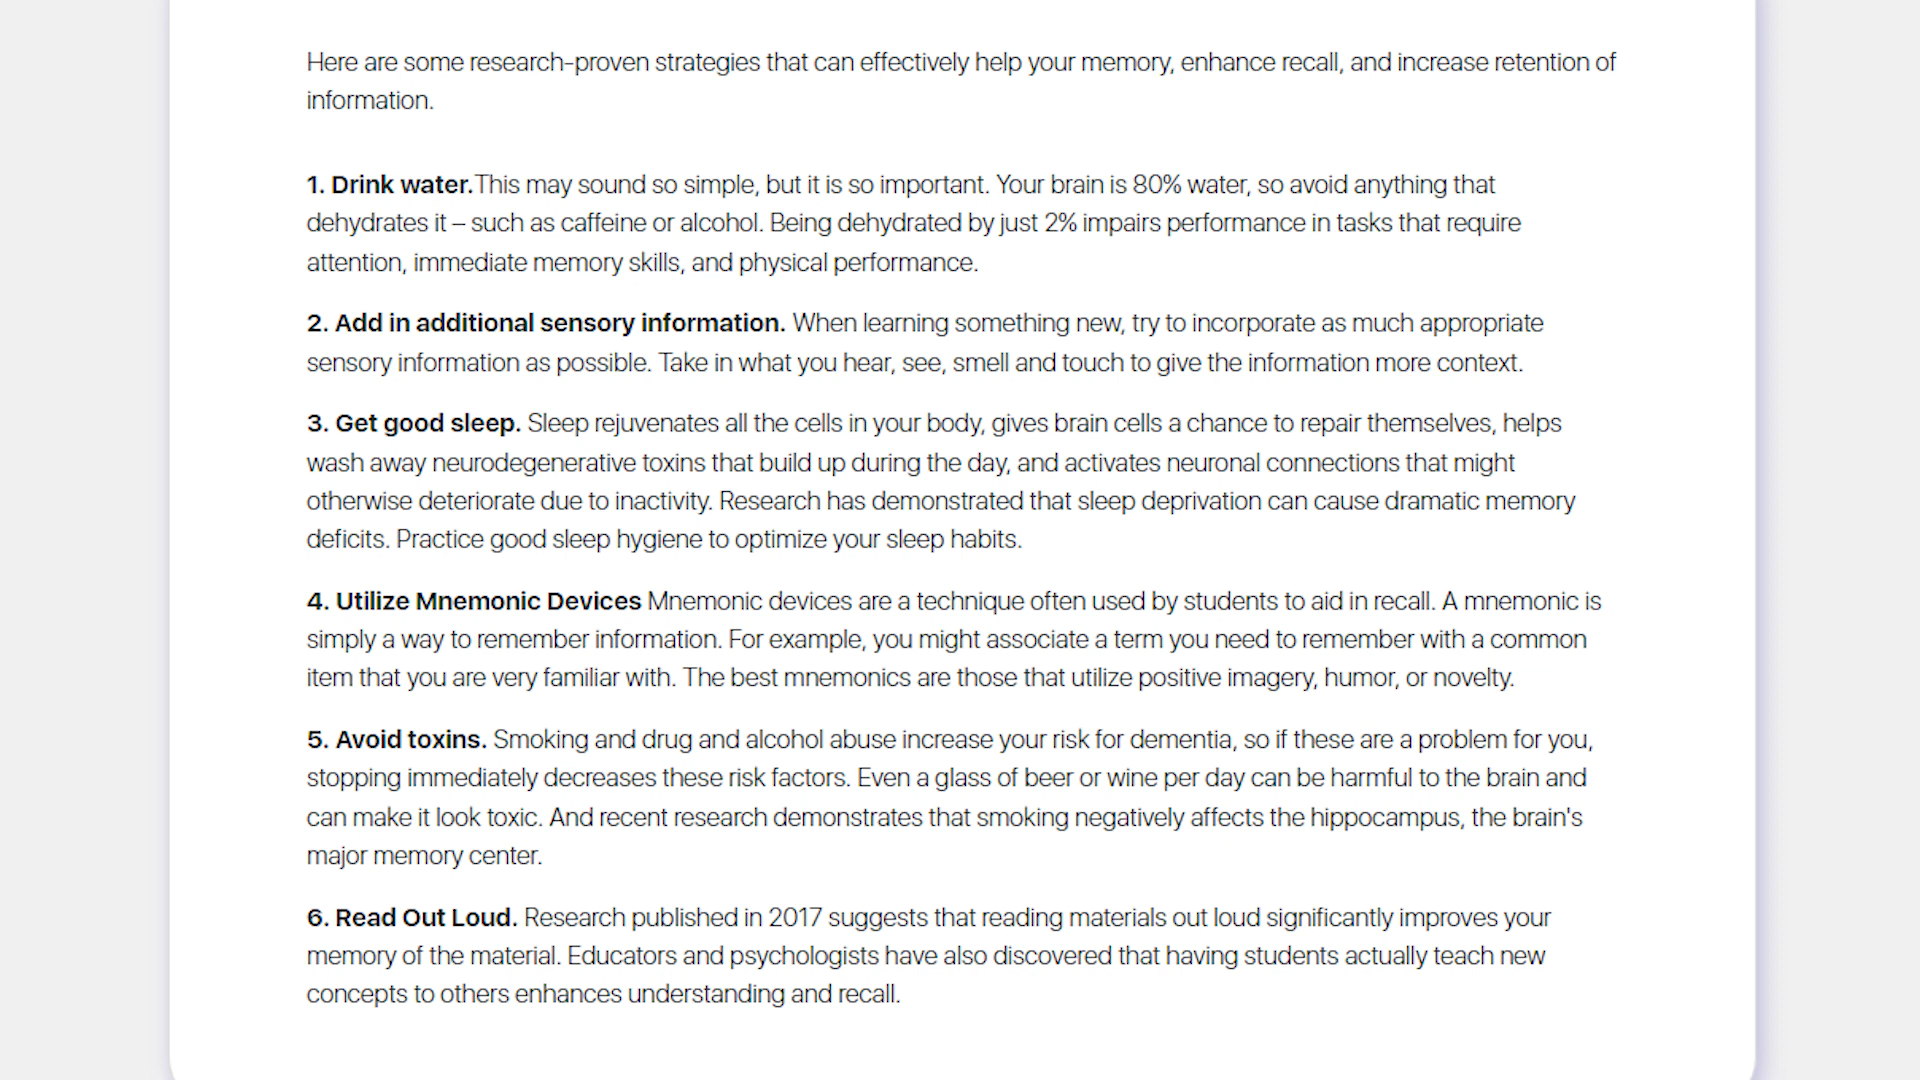 Here are some research-proven strategies that can effectively help your memory, enhance recall, and increase retention of
information.
1. Drink water.This may sound so simple, but it is so important. Your brain is 80% water, so avoid anything that
dehydrates it – such as caffeine or alcohol. Being dehydrated by just 2% impairs performance in tasks that require
attention, immediate memory skills, and physical performance.
2. Add in additional sensory information. When learning something new, try to incorporate as much appropriate
sensory information as possible. Take in what you hear, see, smell and touch to give the information more context.
3. Get good sleep. Sleep rejuvenates all the cells in your body, gives brain cells a chance to repair themselves, helps
wash away neurodegenerative toxins that build up during the day, and activates neuronal connections that might
otherwise deteriorate due to inactivity. Research has demonstrated that sleep deprivation can cause dramatic memory
deficits. Practice good sleep hygiene to optimize your sleep habits.
4. Utilize Mnemonic Devices Mnemonic devices are a technique often used by students to aid in recall. A mnemonic is
simply a way to remember information. For example, you might associate a term you need to remember with a common
item that you are very familiar with. The best mnemonics are those that utilize positive imagery, humor, or novelty.
5. Avoid toxins. Smoking and drug and alcohol abuse increase your risk for dementia, so if these are a problem for you,
stopping immediately decreases these risk factors. Even a glass of beer or wine per day can be harmful to the brain and
can make it look toxic. And recent research demonstrates that smoking negatively affects the hippocampus, the brain's
major memory center.
6. Read Out Loud. Research published in 2017 suggests that reading materials out loud significantly improves your
memory of the material. Educators and psychologists have also discovered that having students actually teach new
concepts to others enhances understanding and recall.